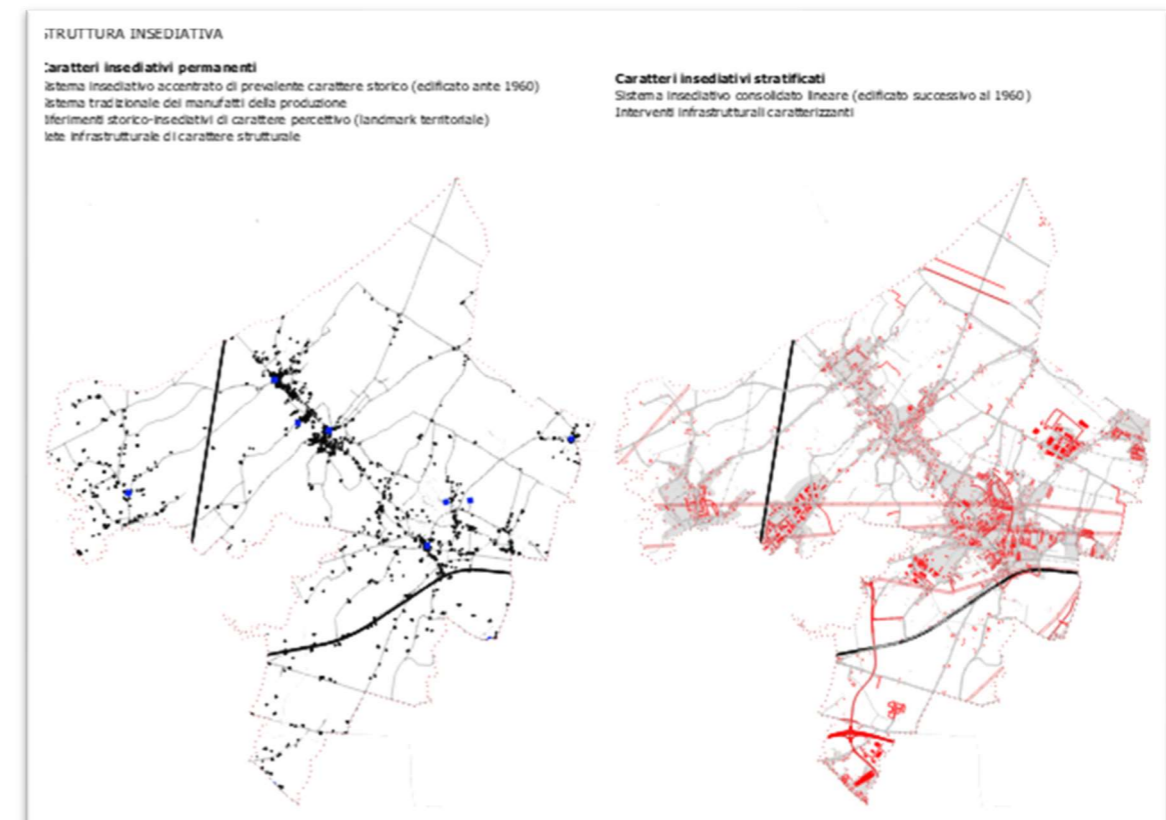 STRUTTURA INSEDIATIVA
Caratteri insediativi permanenti
istema insediativo accentrato di prevalente carattere storico (edificato ante 1960)
istema tradizionale dei manufatti della produzione
iferimenti storico-insediativi di carattere percettivo (landmark territoriale)
ete infrastrutturale di carattere strutturale
Caratteri insediativi stratificati
Sistema insediativo consolidato lineare (edificato successivo al 1960)
Interventi infrastrutturali caratterizzanti